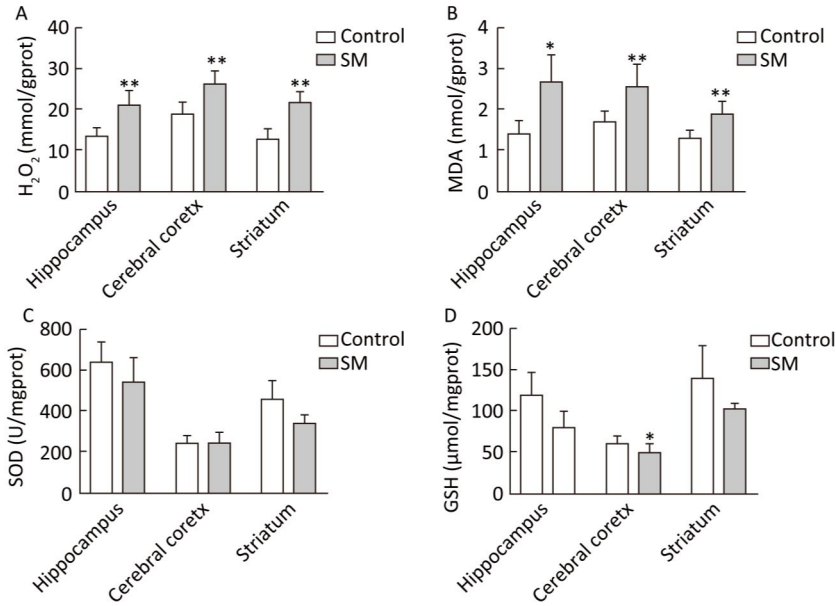 A
H₂O₂ (mmol/gprot)
40
30
20
10
0
Control
SM
**
**
**
Hippocampus
Cerebral coretx
Striatum
B
MDA (nmol/gprot)
4
3
2
1
0
Control
SM
*
**
**
Hippocampus
Cerebral coretx
Striatum
C
SOD (U/mgprot)
800
600
400
200
0
Control
SM
Hippocampus
Cerebral coretx
Striatum
D
GSH (μmol/mgprot)
200
150
100
50
0
Control
SM
*
Hippocampus
Cerebral coretx
Striatum